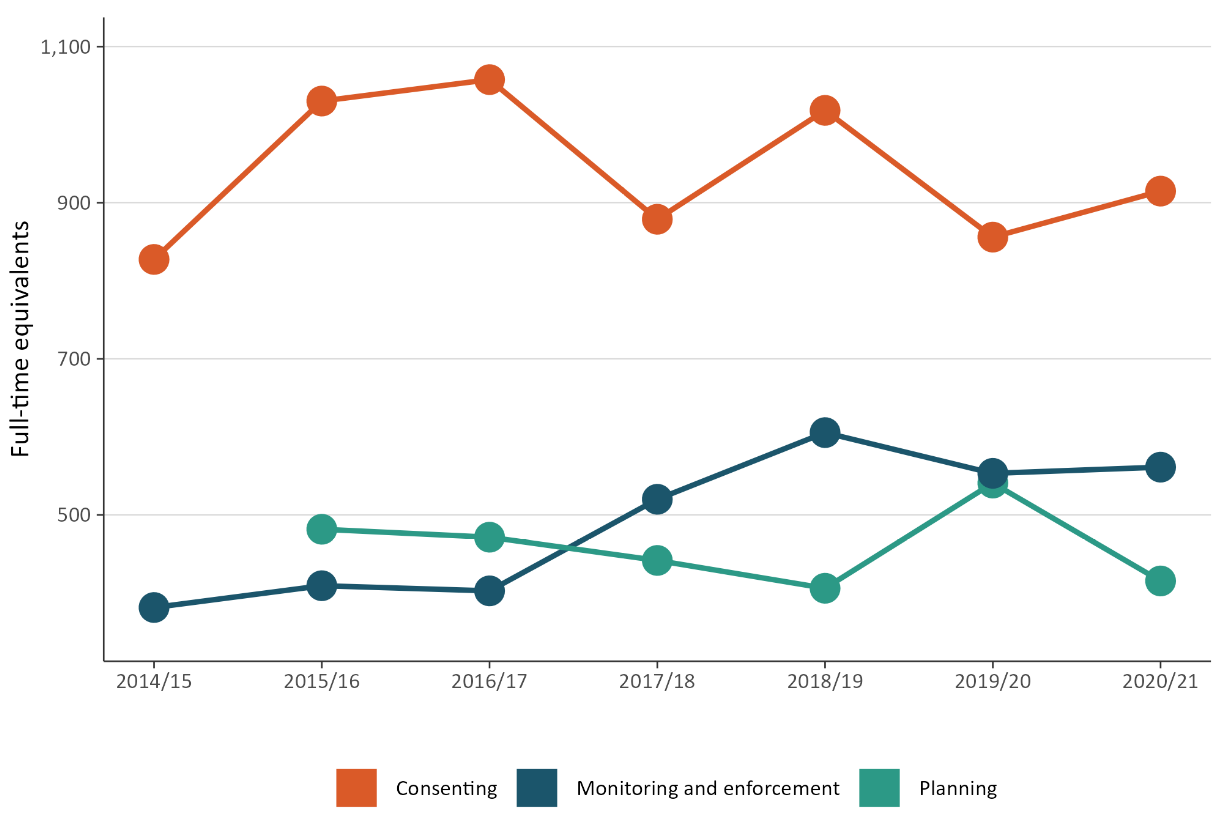 Full-time equivalents
1,100
900
700
500
2014/15 2015/16 2016/17 2017/18 2018/19 2019/20 2020/21
Consenting Monitoring and enforcement Planning